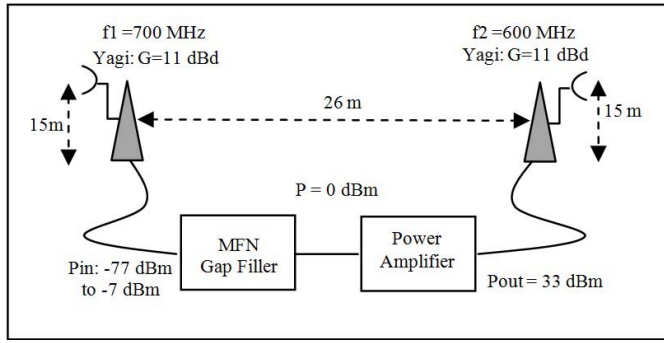 f1 =700 MHz
Yagi: G=11 dBd
f2 =600 MHz
Yagi: G=11 dBd
15m
26 m
15 m
P = 0 dBm
MFN
Gap Filler
Power
Amplifier
Pin: -77 dBm
to -7 dBm
Pout = 33 dBm